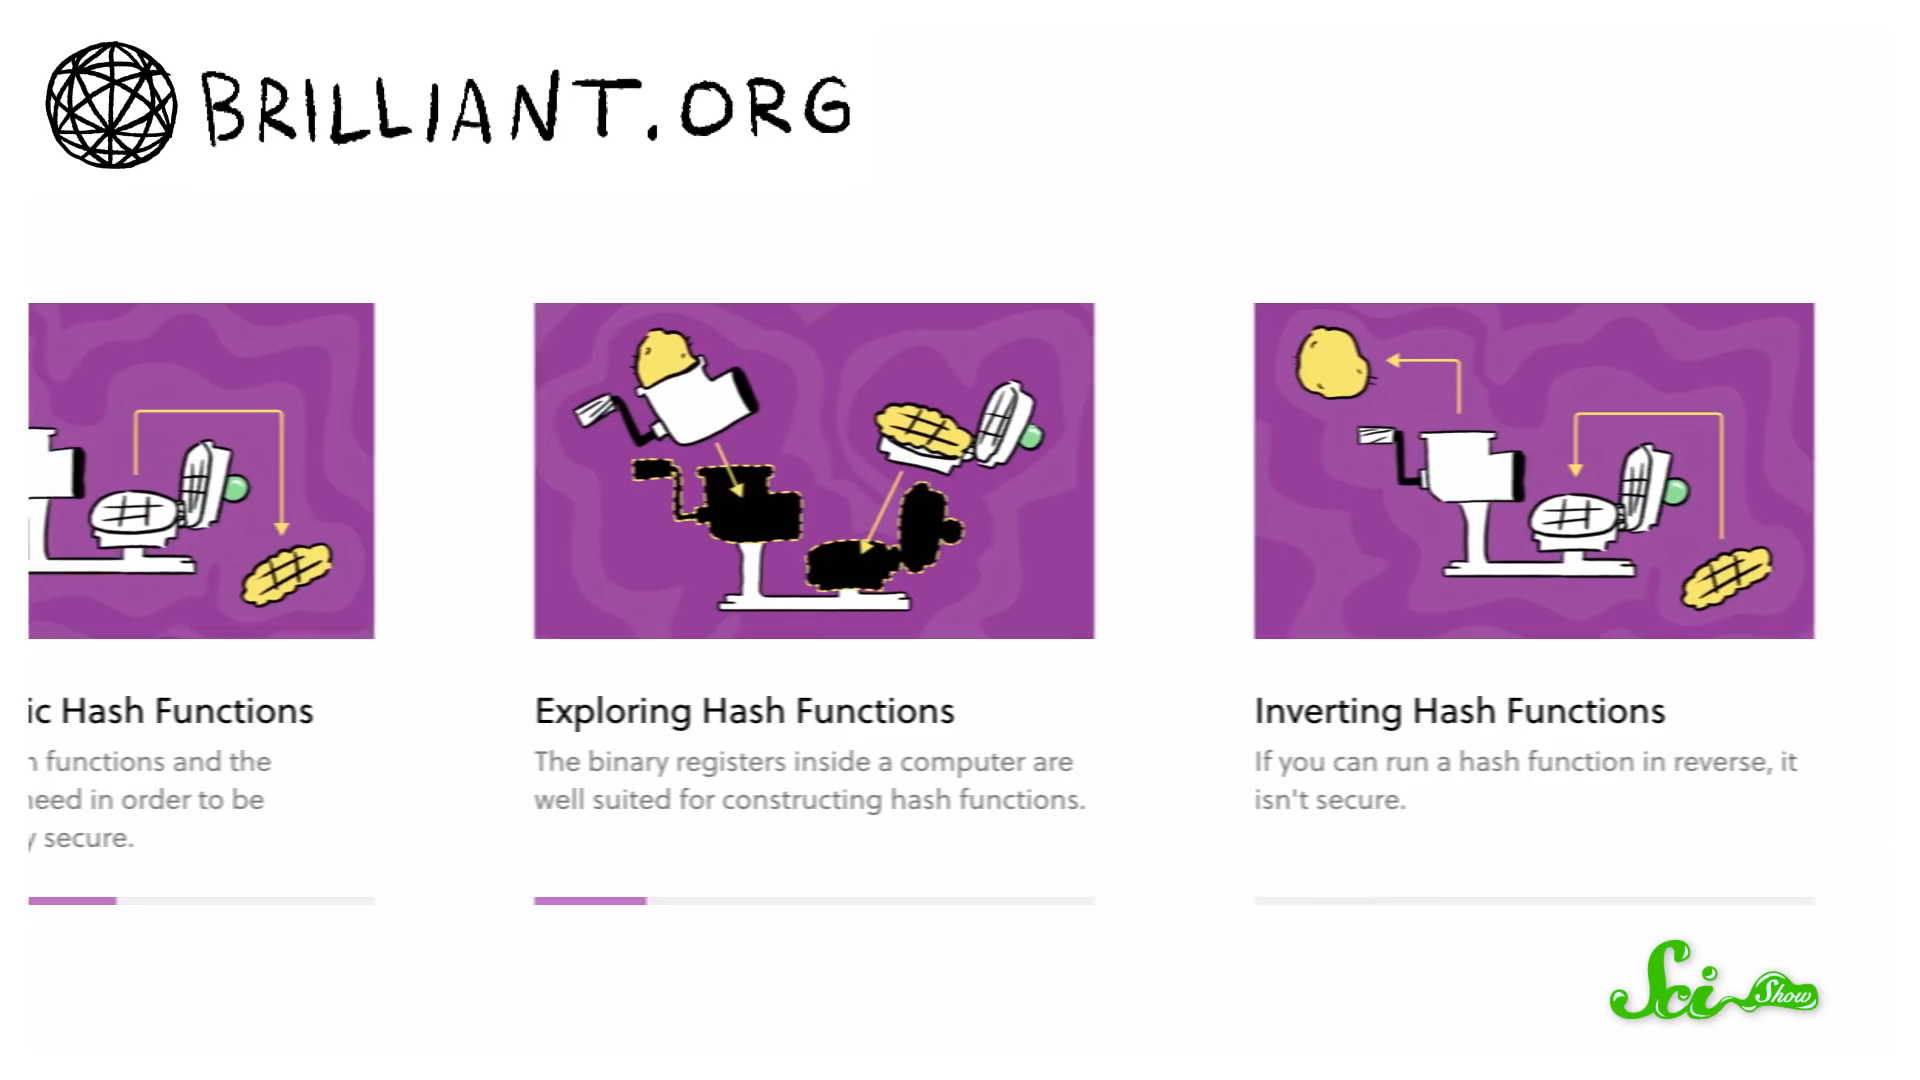 BRILLIANT.ORG
ic Hash Functions
functions and the
need in order to be
secure.
Exploring Hash Functions
The binary registers inside a computer are
well suited for constructing hash functions.
Inverting Hash Functions
If you can run a hash function in reverse, it
isn't secure.
Sci Show